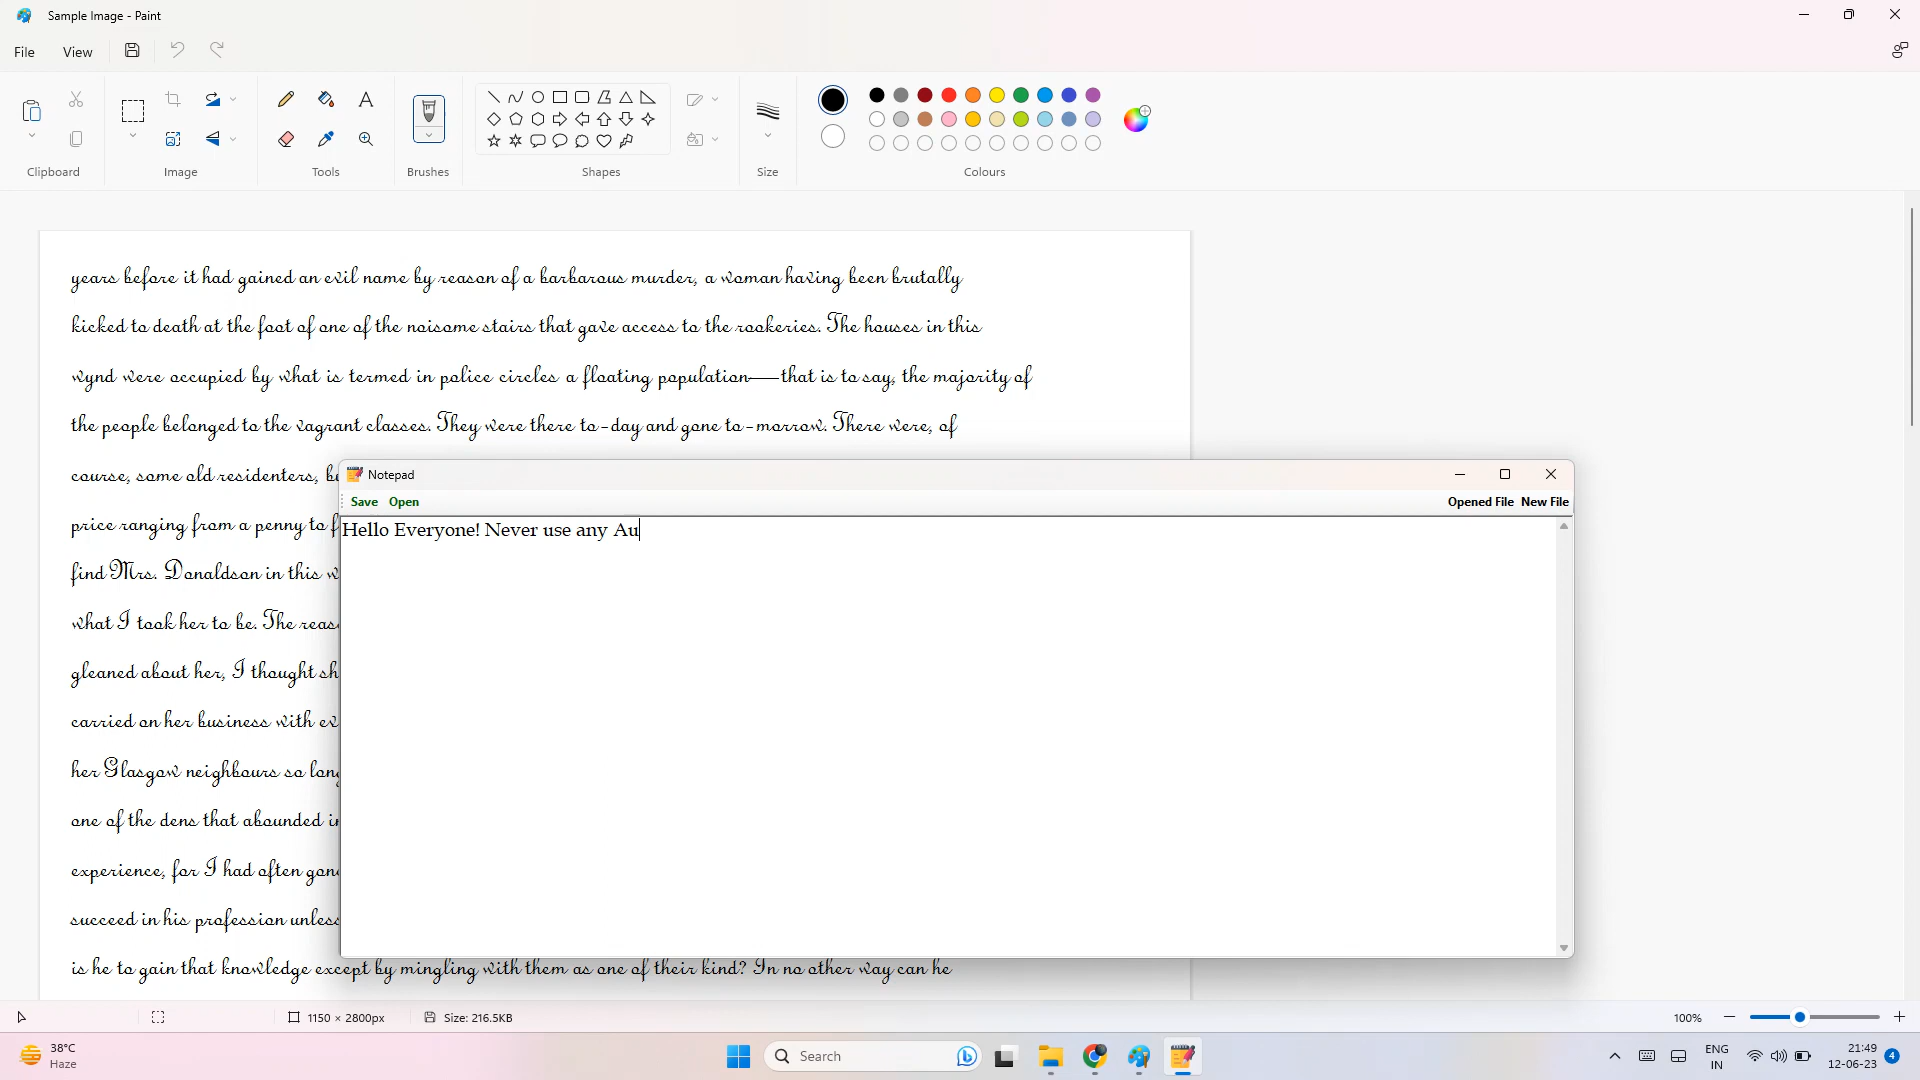 Sample Image - Paint
File View
Clipboard Image Tools Brushes Shapes Size Colours
years before it had gained an evil name by reason of a barbarous murder, a woman having been brutally
kicked to death at the foot of one of the noisome stairs that gave access to the rookeries. The houses in this
wynd were occupied by what is termed in police circles a floating population—that is to say, the majority of
the people belonged to the vagrant classes. They were there to-day and gone to-morrow. There were, of
course, some old residenters,
price ranging from a penny to
find Mrs. Donaldson in this
what I took her to be. The
gleaned about her, I thought
carried on her business with
her Glasgow neighbours so
one of the dens that abounded
experience, for I had often
succeed in his profession
is he to gain that knowledge except by mingling with them as one of their kind? In no other way can he
Notepad
Save Open Opened File New File
Hello Everyone! Never use any Au
1150 × 2800px Size: 216.5KB 100%
38°C
Haze
Search
ENG
IN
21:49
12-06-23
4